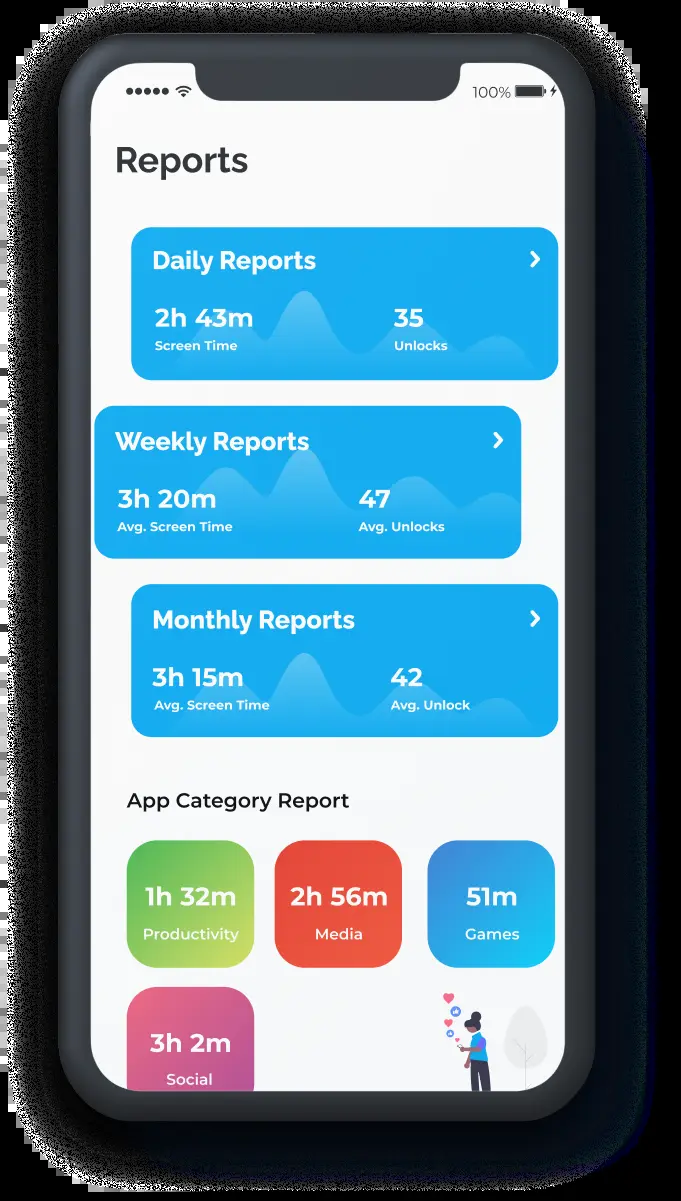 100%
Reports
Daily Reports
2h 43m 35
Screen Time Unlocks
Weekly Reports
3h 20m 47
Avg. Screen Time Avg. Unlocks
Monthly Reports
3h 15m 42
Avg. Screen Time Avg. Unlock
App Category Report
1h 32m 2h 56m 51m
Productivity Media Games
3h 2m
Social